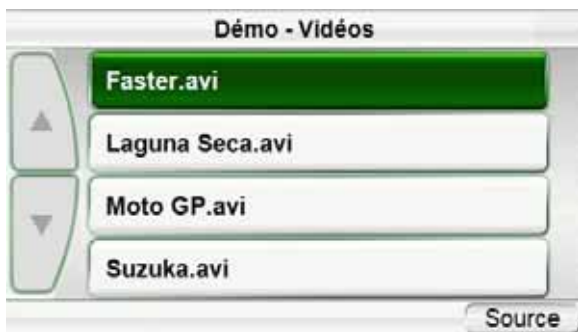 Démo - Vidéos
Faster.avi
Laguna Seca.avi
Moto GP.avi
Suzuka.avi
Source